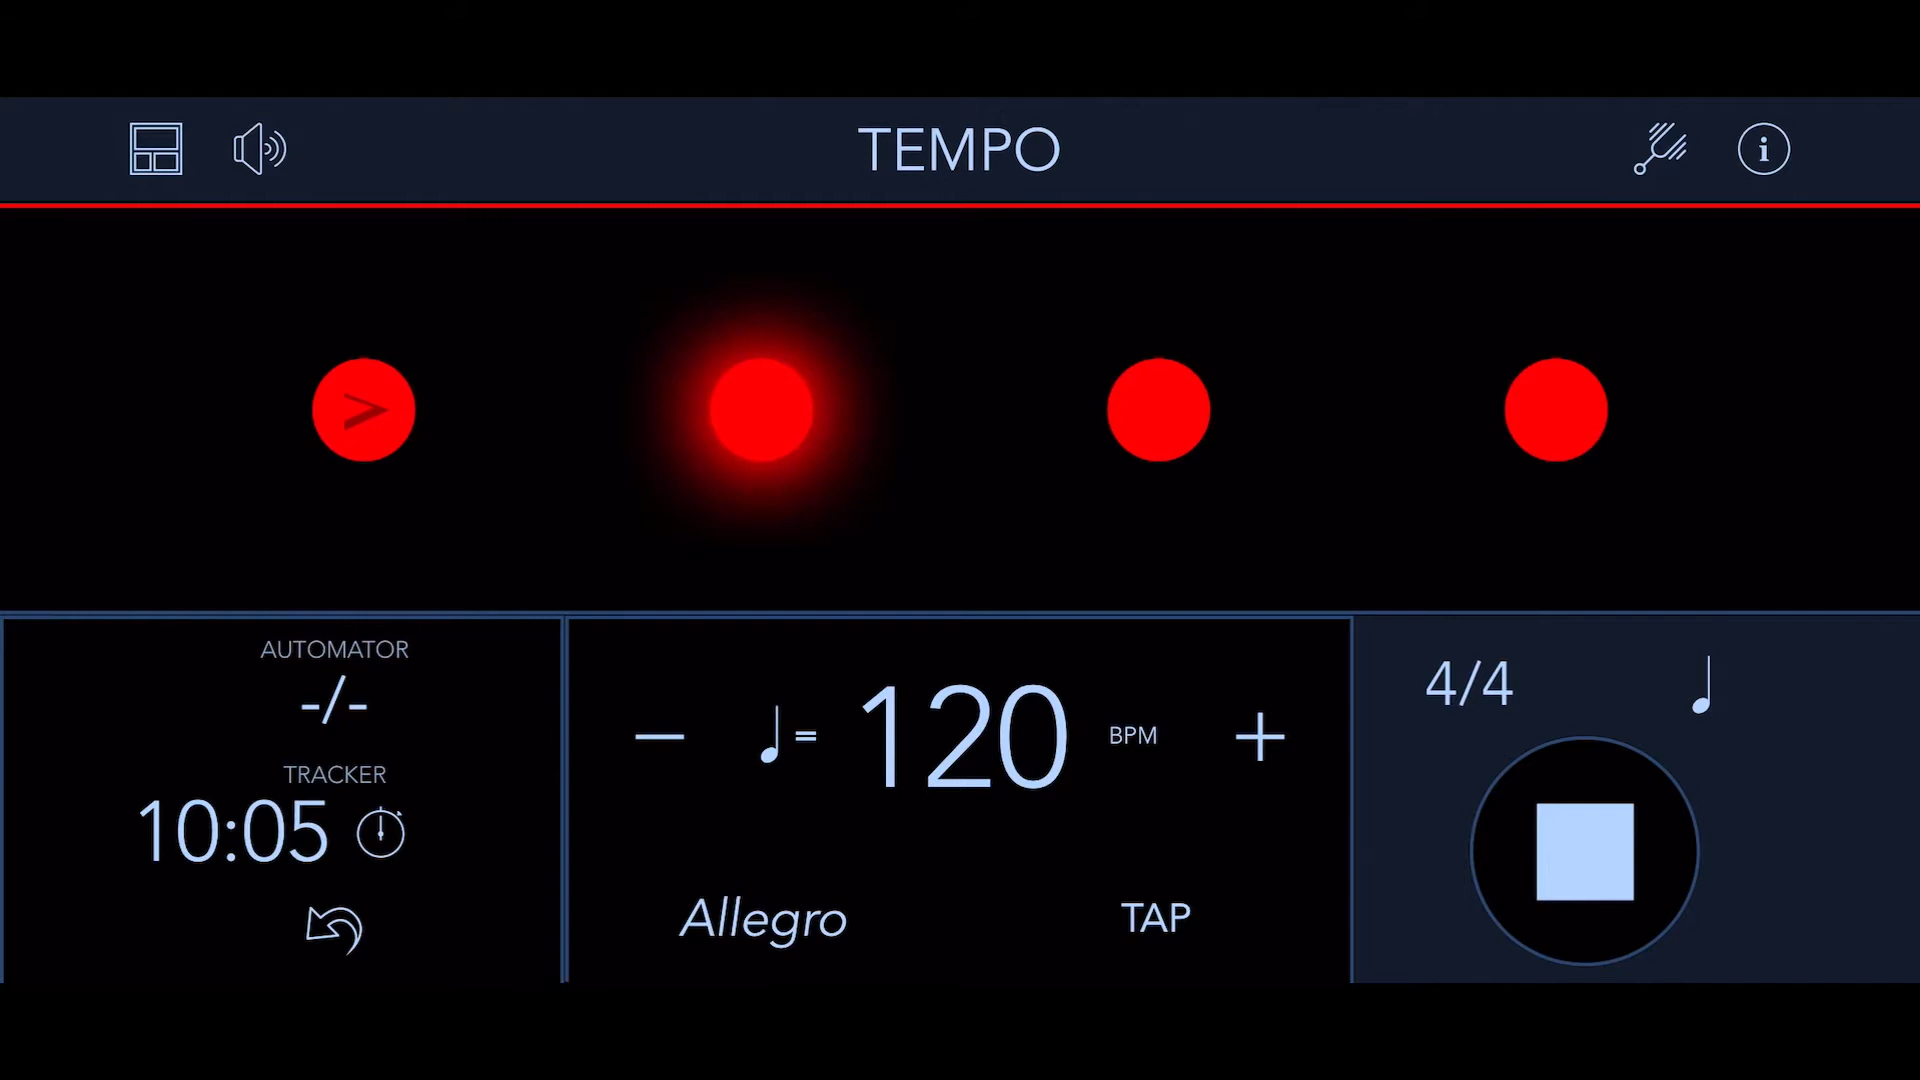 TEMPO
>
AUTOMATOR
-/-
TRACKER
10:05
= 120 BPM
Allegro
TAP
4/4